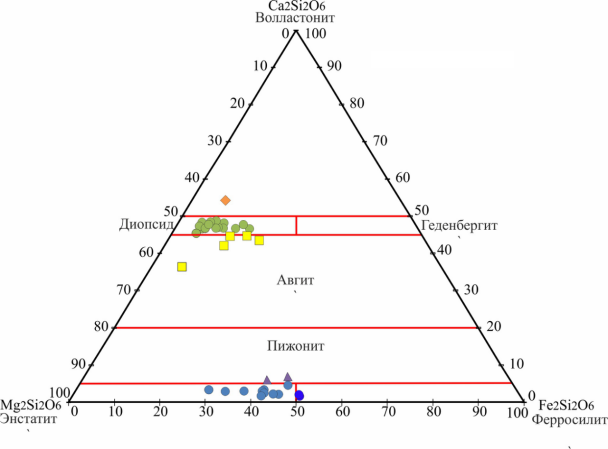 Ca2Si2O6
Волластонит
0 100
10 90
20 80
30 70
40 60
50 50
Диопсид Геденбергит
60 40
Авгит
70 30
80 20
Пижонит
90 10
100 0
Mg2Si2O6 0 10 20 30 40 50 60 70 80 90 100 Fe2Si2O6
Энстатит Ферросилит